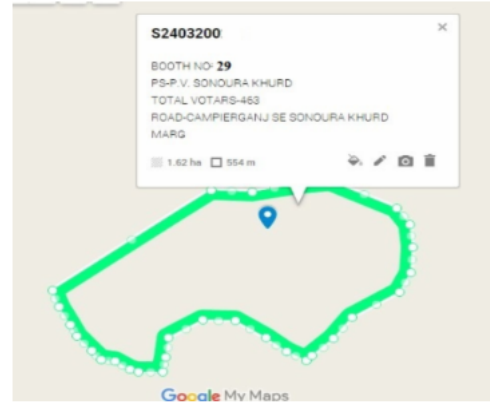 S2403200
BOOTH NO: 29
PS-P.V. SONOURA KHURD
TOTAL VOTARS-463
ROAD-CAMPIERGANJ SE SONOURA KHURD
MARG
1.62 ha 554 m
Google My Maps